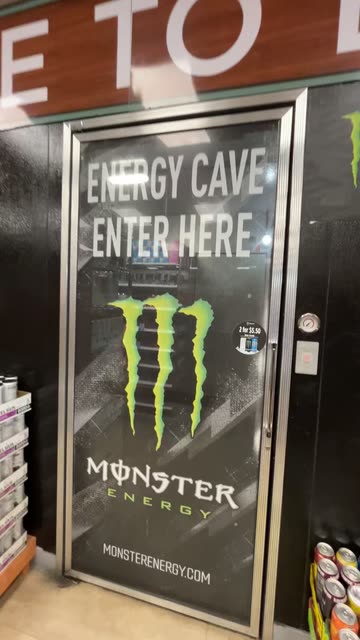 E TO E
ENERGY CAVE
ENTER HERE
2 for $5.50
MONSTER
ENERGY
MONSTERENERGY.COM